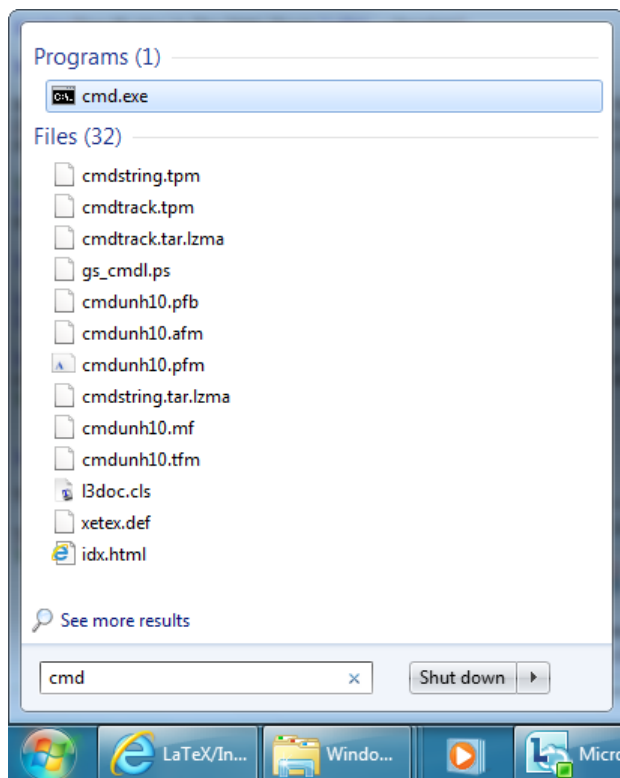 Programs (1)
C:\.
cmd.exe
Files (32)
cmdstring.tpm
cmdtrack.tpm
cmdtrack.tar.lzma
gs_cmdl.ps
cmdunh10.pfb
cmdunh10.afm
cmdunh10.pfm
cmdstring.tar.lzma
cmdunh10.mf
cmdunh10.tfm
l3doc.cls
xetex.def
idx.html
See more results
cmd
Shut down
LaTeX/In...
Windo...
Micro